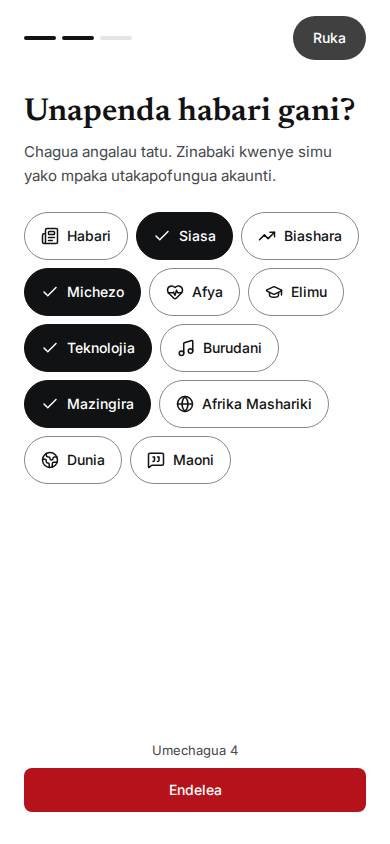 Ruka
Unapenda habari gani?
Chagua angalau tatu. Zinabaki kwenye simu
yako mpaka utakapofungua akaunti.
Habari Siasa Biashara
Michezo Afya Elimu
Teknolojia Burudani
Mazingira Afrika Mashariki
Dunia Maoni
Umechagua 4
Endelea